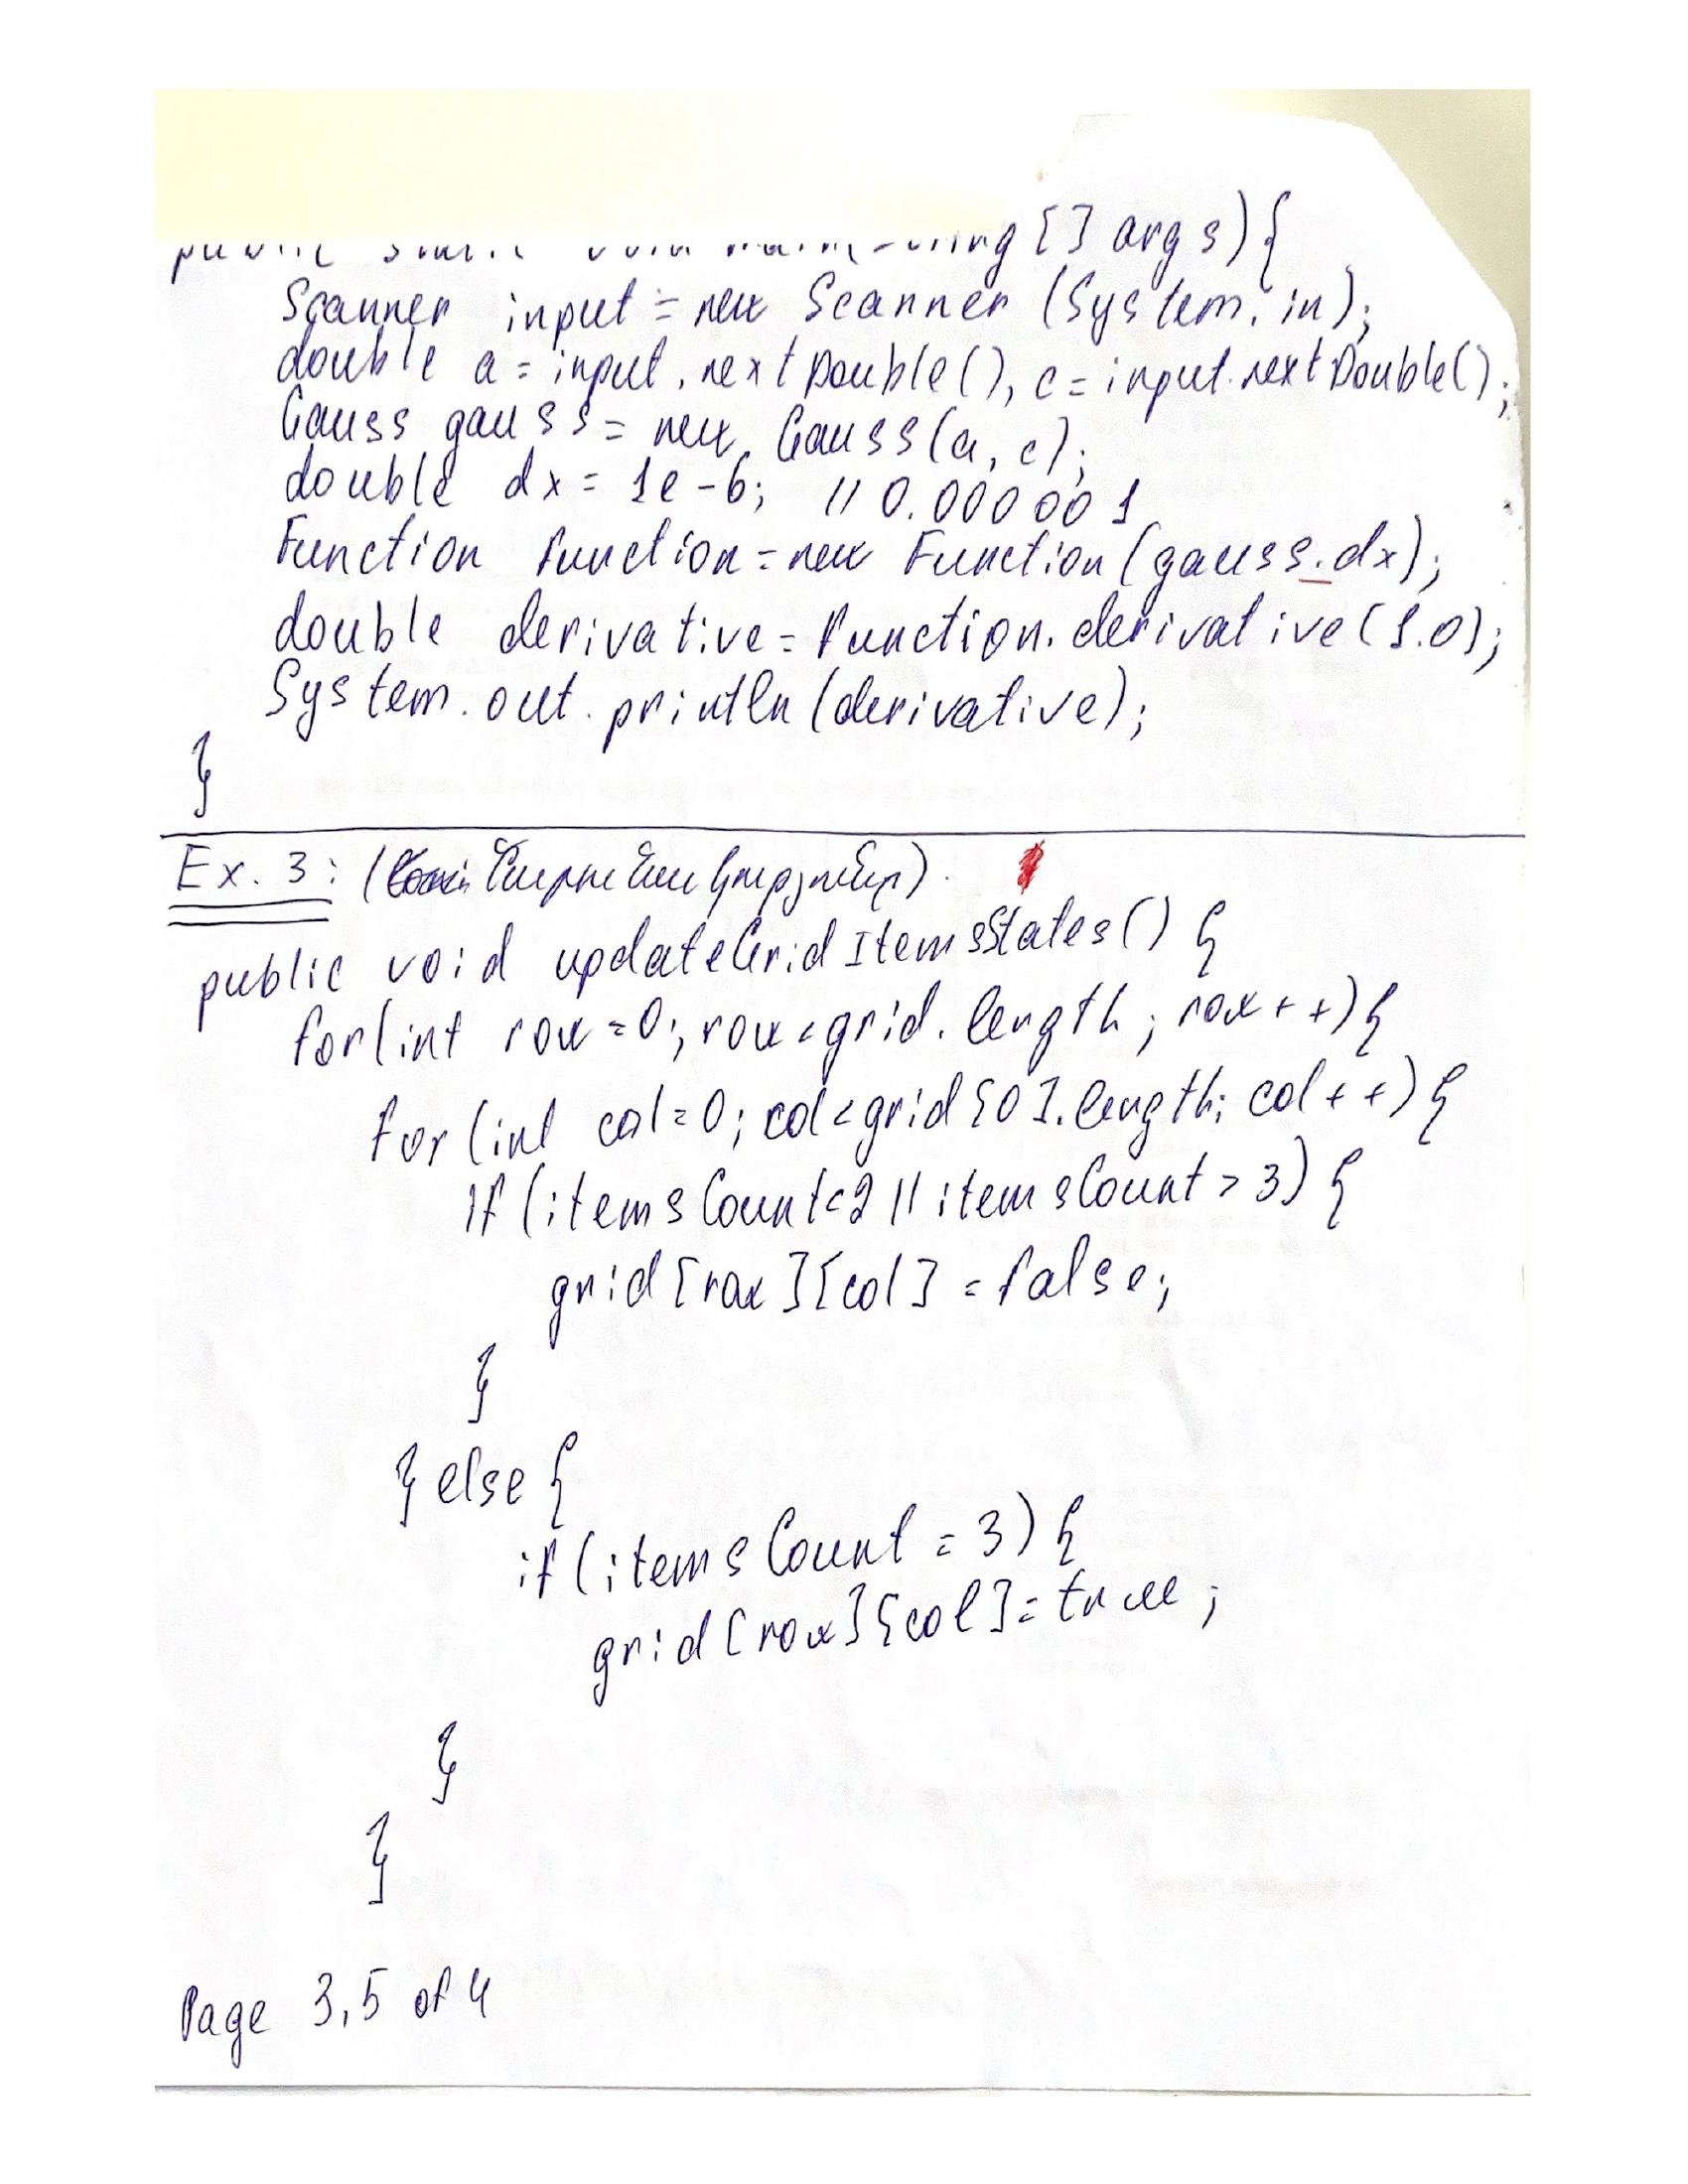 public static void main(String [] args){
Scanner input = new Scanner (System.in);
double a = input.nextDouble(), c = input.nextDouble();
Gauss gauss = new Gauss(a, c);
double dx = 1e-6; // 0.000001
Function function = new Function(gauss.dx);
double derivative = function.derivative(1.0);
System.out.println(derivative);
}
Ex. 3: (
public void updateGridItemsStates() {
for(int row=0; row<grid.length; row++){
for(int col=0; col<grid[0].length; col++){
if(itemsCount<2 || itemsCount > 3) {
grid[row][col] = false;
}
} else {
if(itemsCount = 3) {
grid[row][col] = true;
}
}
Page 3,5 of 4